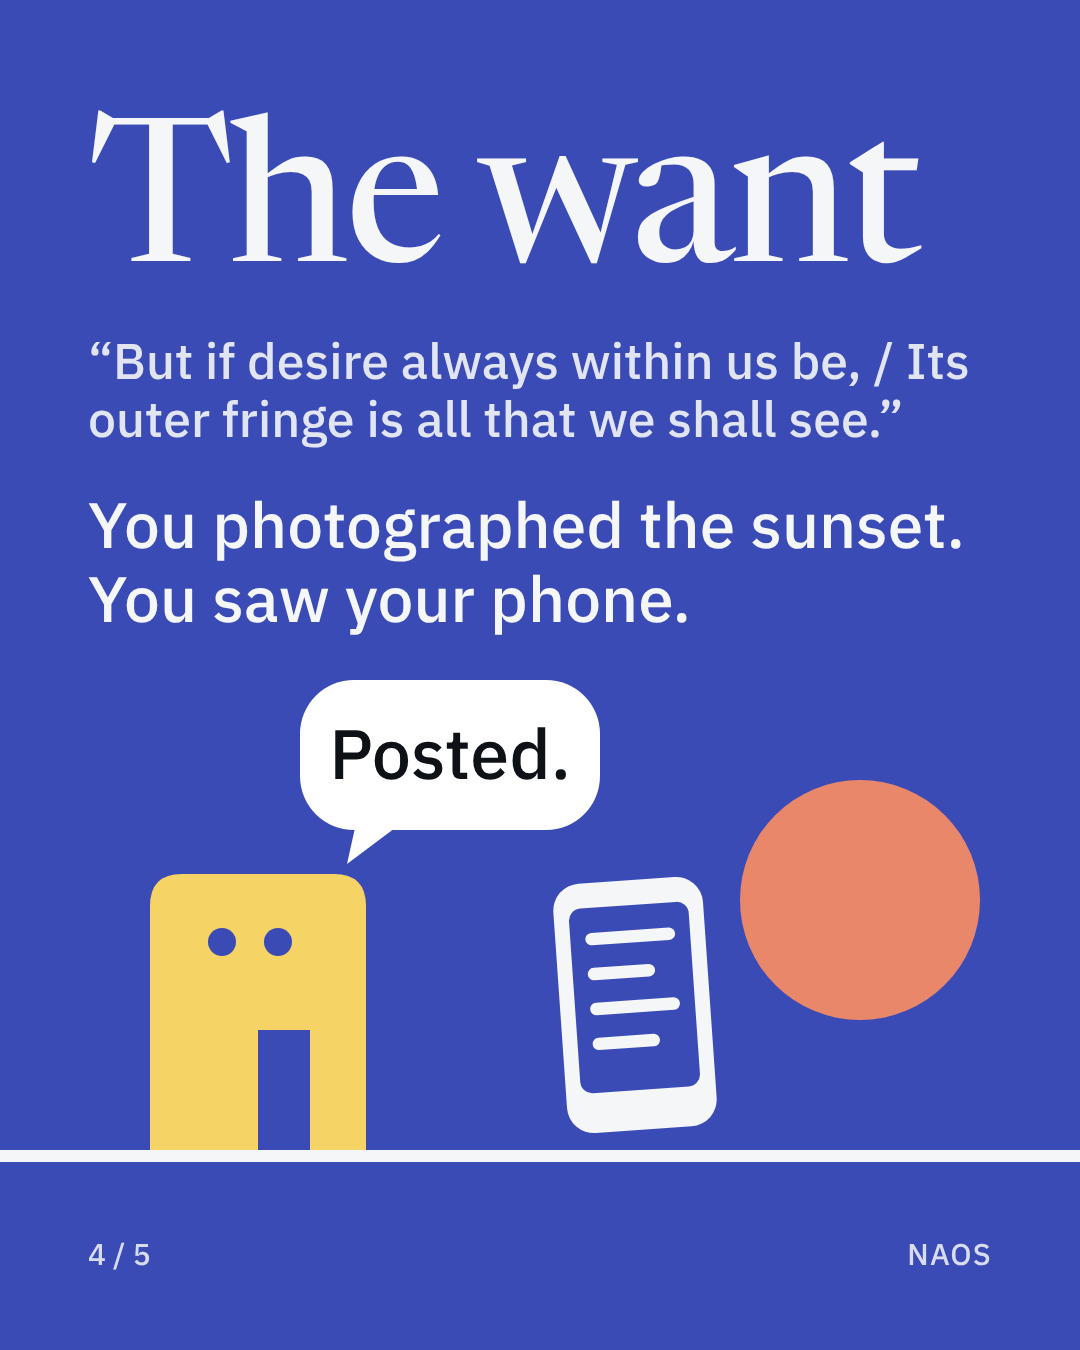 The want
“But if desire always within us be, / Its
outer fringe is all that we shall see.”
You photographed the sunset.
You saw your phone.
Posted.
4 / 5
NAOS